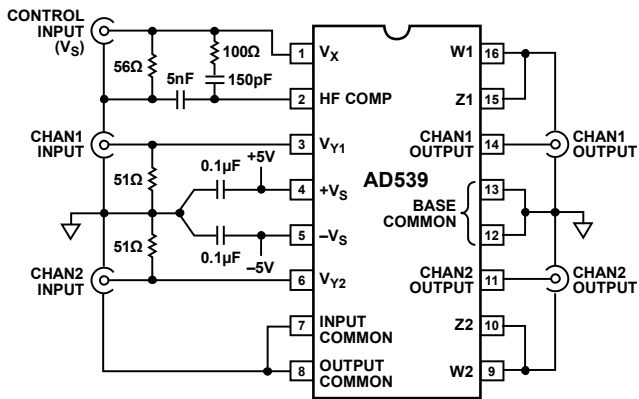 CONTROL
INPUT
(VS)
56Ω
5nF
100Ω
150pF
1 VX
2 HF COMP
CHAN1
INPUT
3 VY1
51Ω
0.1µF
+5V
4 +VS
5 –VS
51Ω
0.1µF
–5V
CHAN2
INPUT
6 VY2
7 INPUT
COMMON
8 OUTPUT
COMMON
AD539
W1 16
Z1 15
CHAN1
OUTPUT 14
CHAN1
OUTPUT
13
BASE
COMMON
12
CHAN2
OUTPUT 11
CHAN2
OUTPUT
Z2 10
W2 9